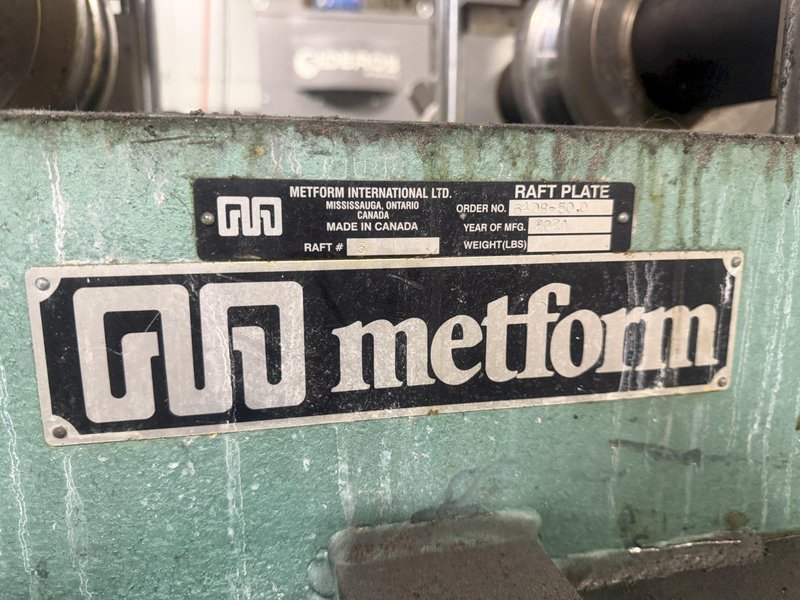 METFORM INTERNATIONAL LTD.
MISSISSAUGA, ONTARIO
CANADA
MADE IN CANADA
RAFT # 3
RAFT PLATE
ORDER NO.
YEAR OF MFG. 2021
WEIGHT(LBS)
metform